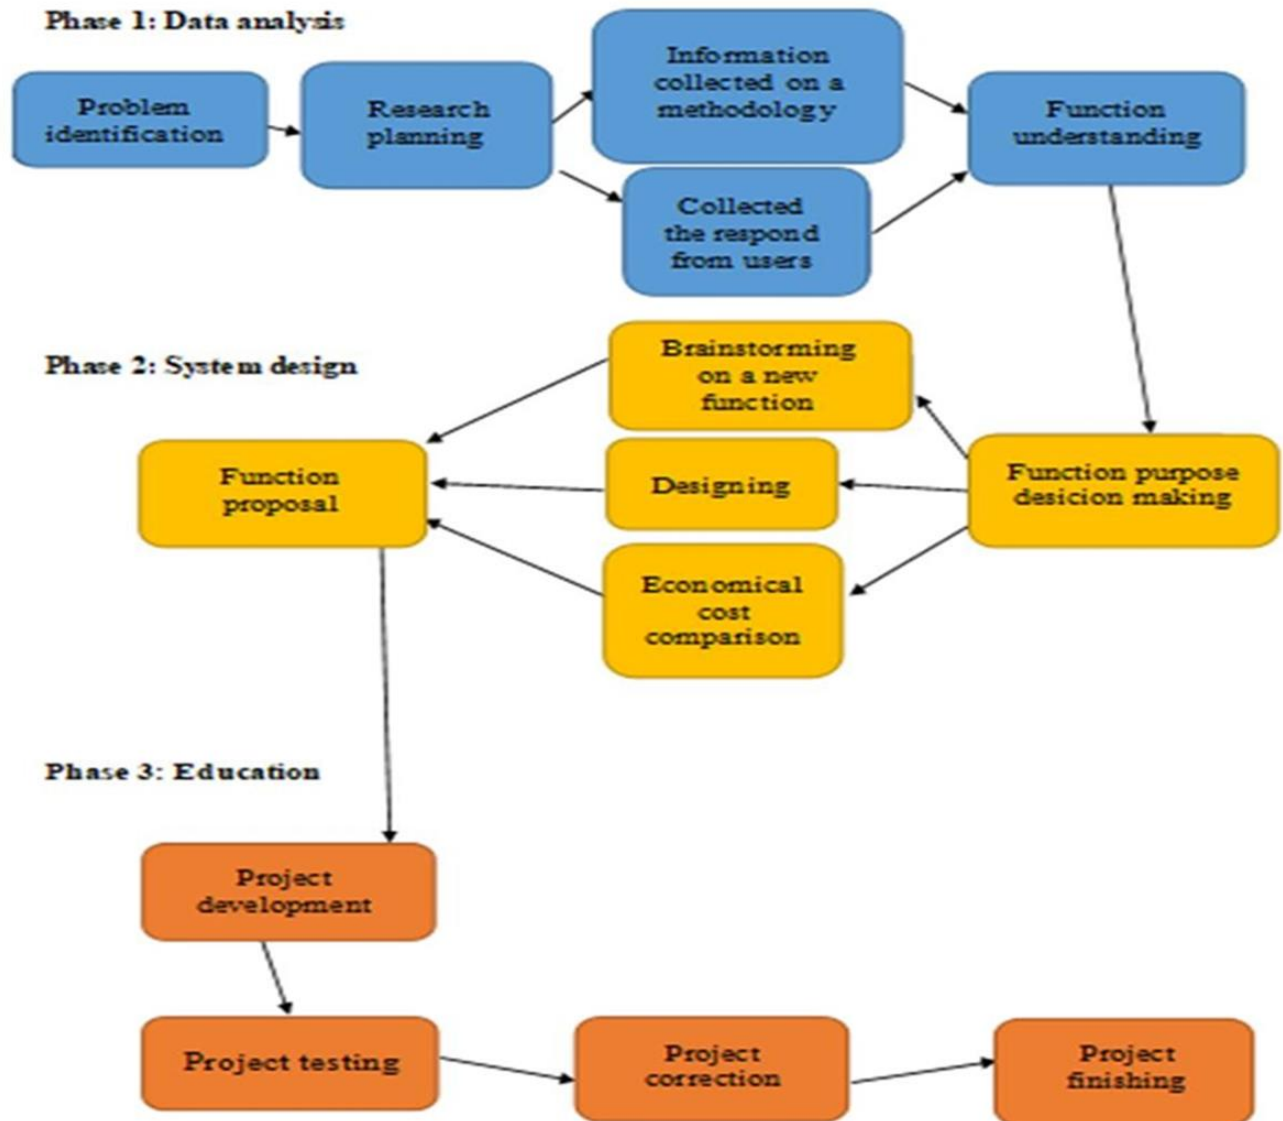 Phase 1: Data analysis
Problem
identification
Research
planning
Information
collected on a
methodology
Collected
the respond
from users
Function
understanding
Phase 2: System design
Function purpose
desicion making
Brainstorming
on a new
function
Designing
Economical
cost
comparison
Function
proposal
Phase 3: Education
Project
development
Project testing
Project
correction
Project
finishing